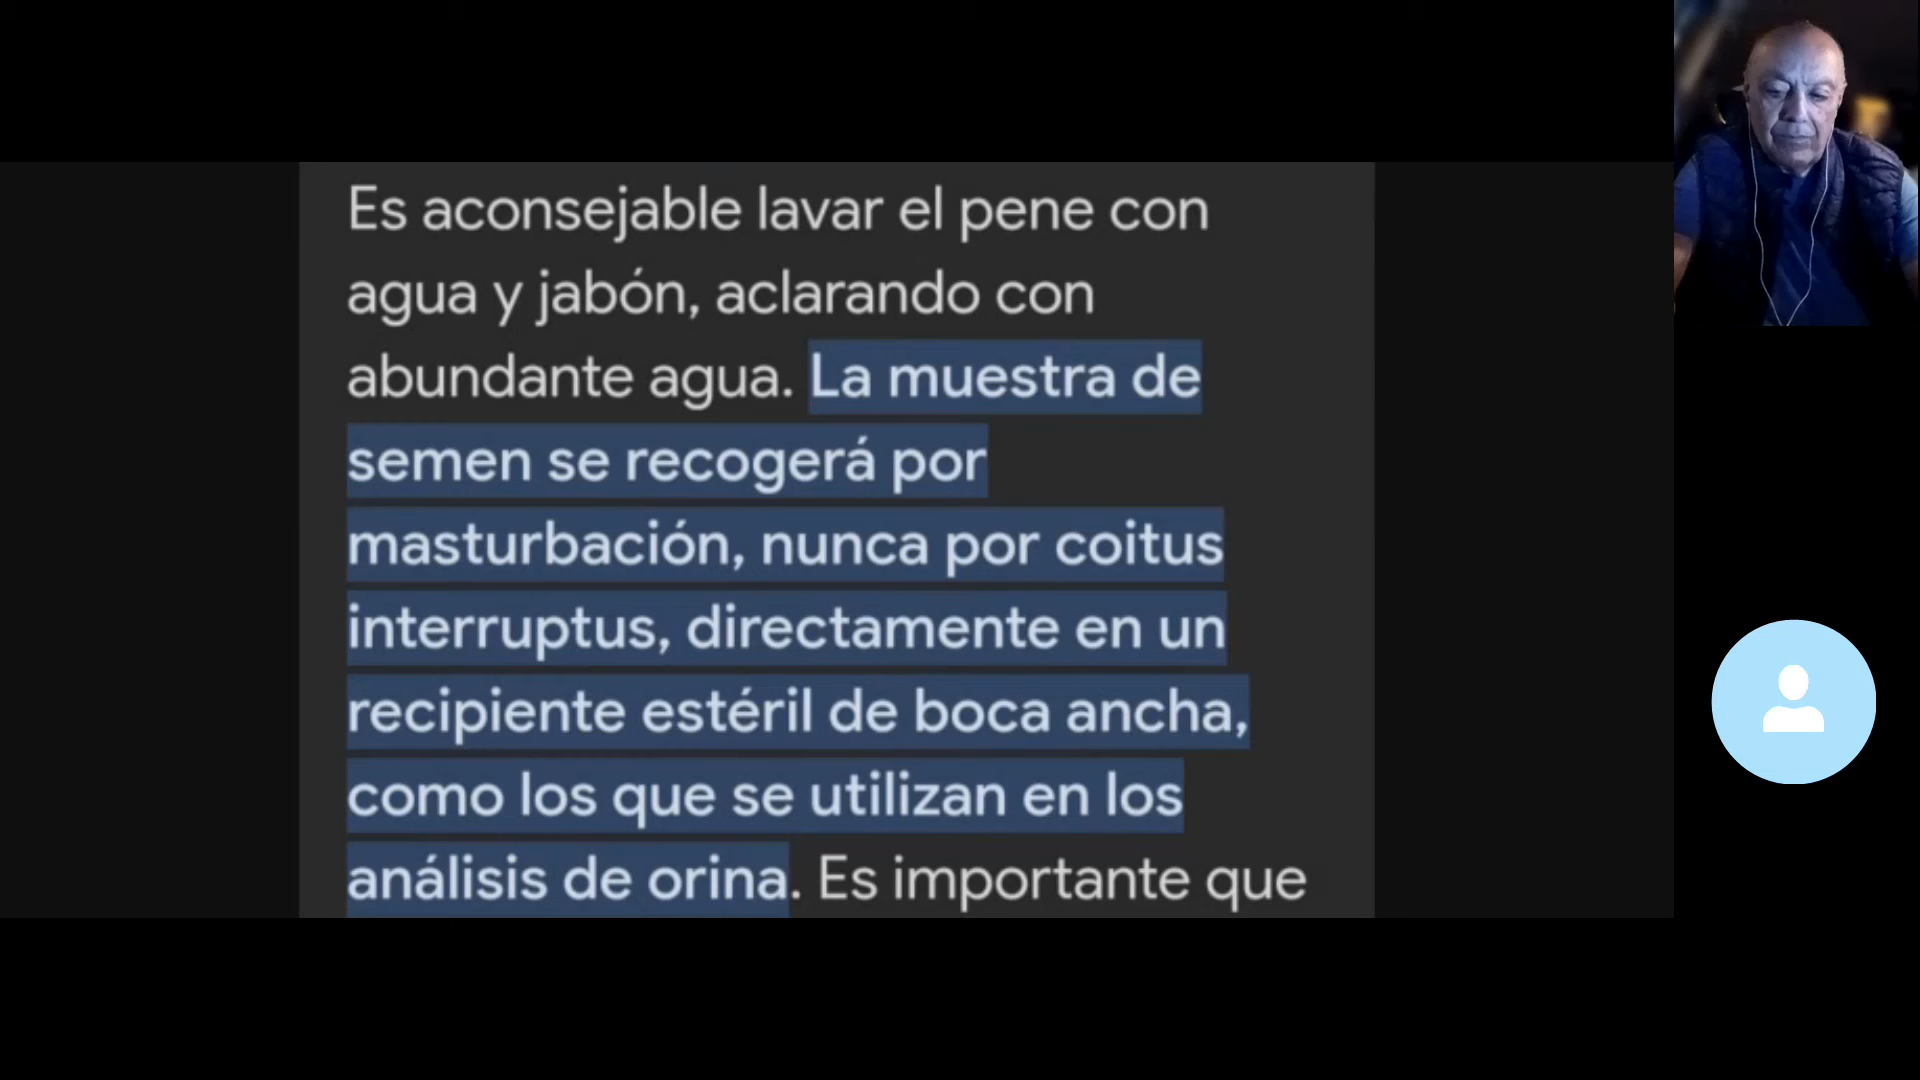 Es aconsejable lavar el pene con
agua y jabón, aclarando con
abundante agua. La muestra de
semen se recogerá por
masturbación, nunca por coitus
interruptus, directamente en un
recipiente estéril de boca ancha,
como los que se utilizan en los
análisis de orina. Es importante que